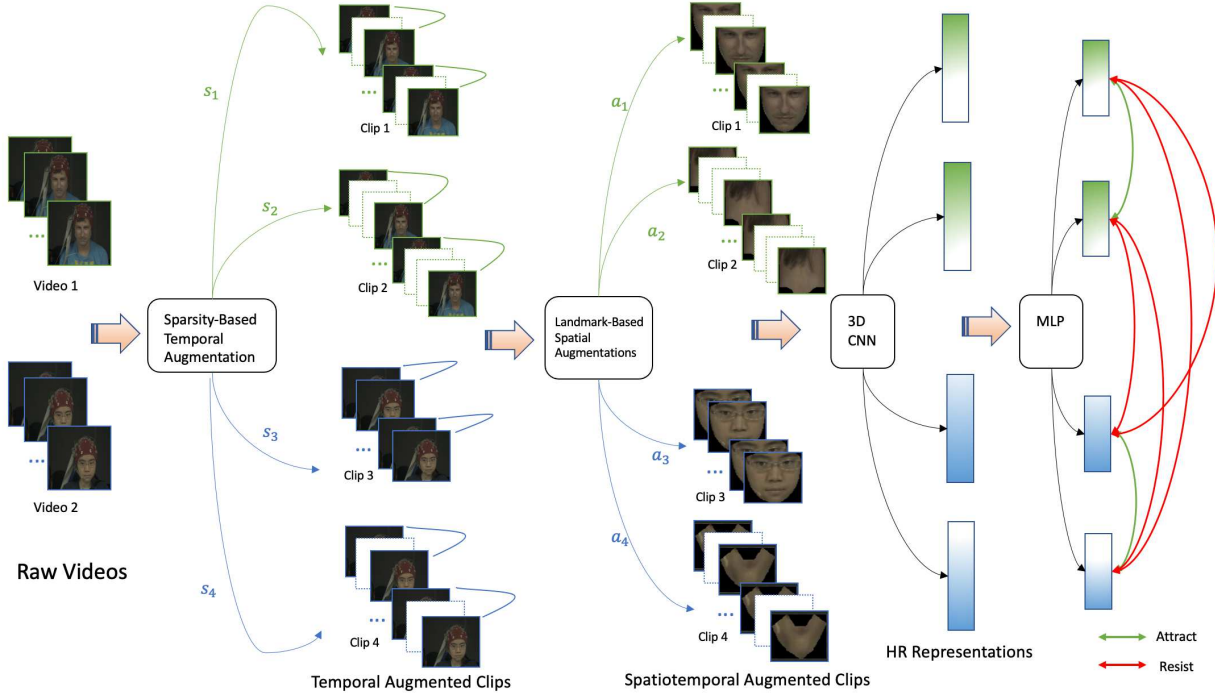 s1
s2
s3
s4
...
Video 1
...
Video 2
Raw Videos
Sparsity-Based
Temporal
Augmentation
...
Clip 1
...
Clip 2
...
Clip 3
...
Clip 4
Temporal Augmented Clips
Landmark-Based
Spatial
Augmentations
a1
a2
a3
a4
...
Clip 1
...
Clip 2
...
Clip 3
...
Clip 4
Spatiotemporal Augmented Clips
3D
CNN
HR Representations
MLP
Attract
Resist